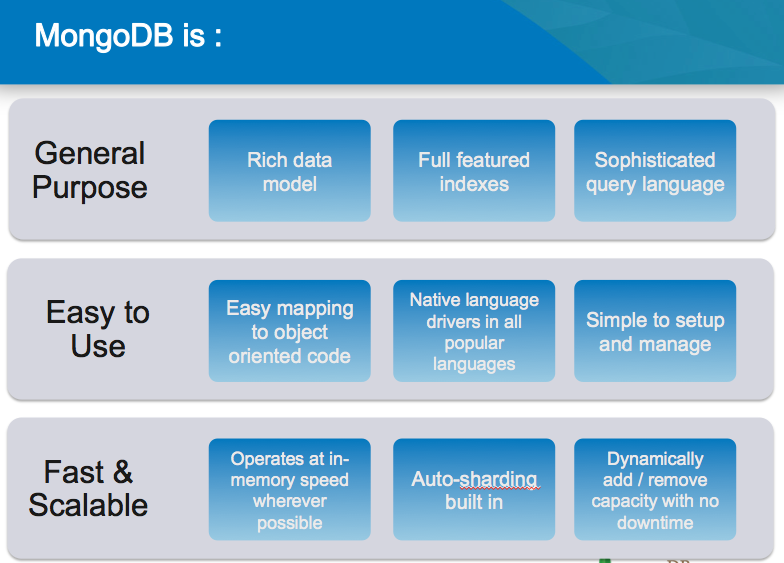 MongoDB is :
General
Purpose
Rich data
model
Full featured
indexes
Sophisticated
query language
Easy to
Use
Easy mapping
to object
oriented code
Native language
drivers in all
popular
languages
Simple to setup
and manage
Fast &
Scalable
Operates at in-
memory speed
wherever
possible
Auto-sharding
built in
Dynamically
add / remove
capacity with no
downtime